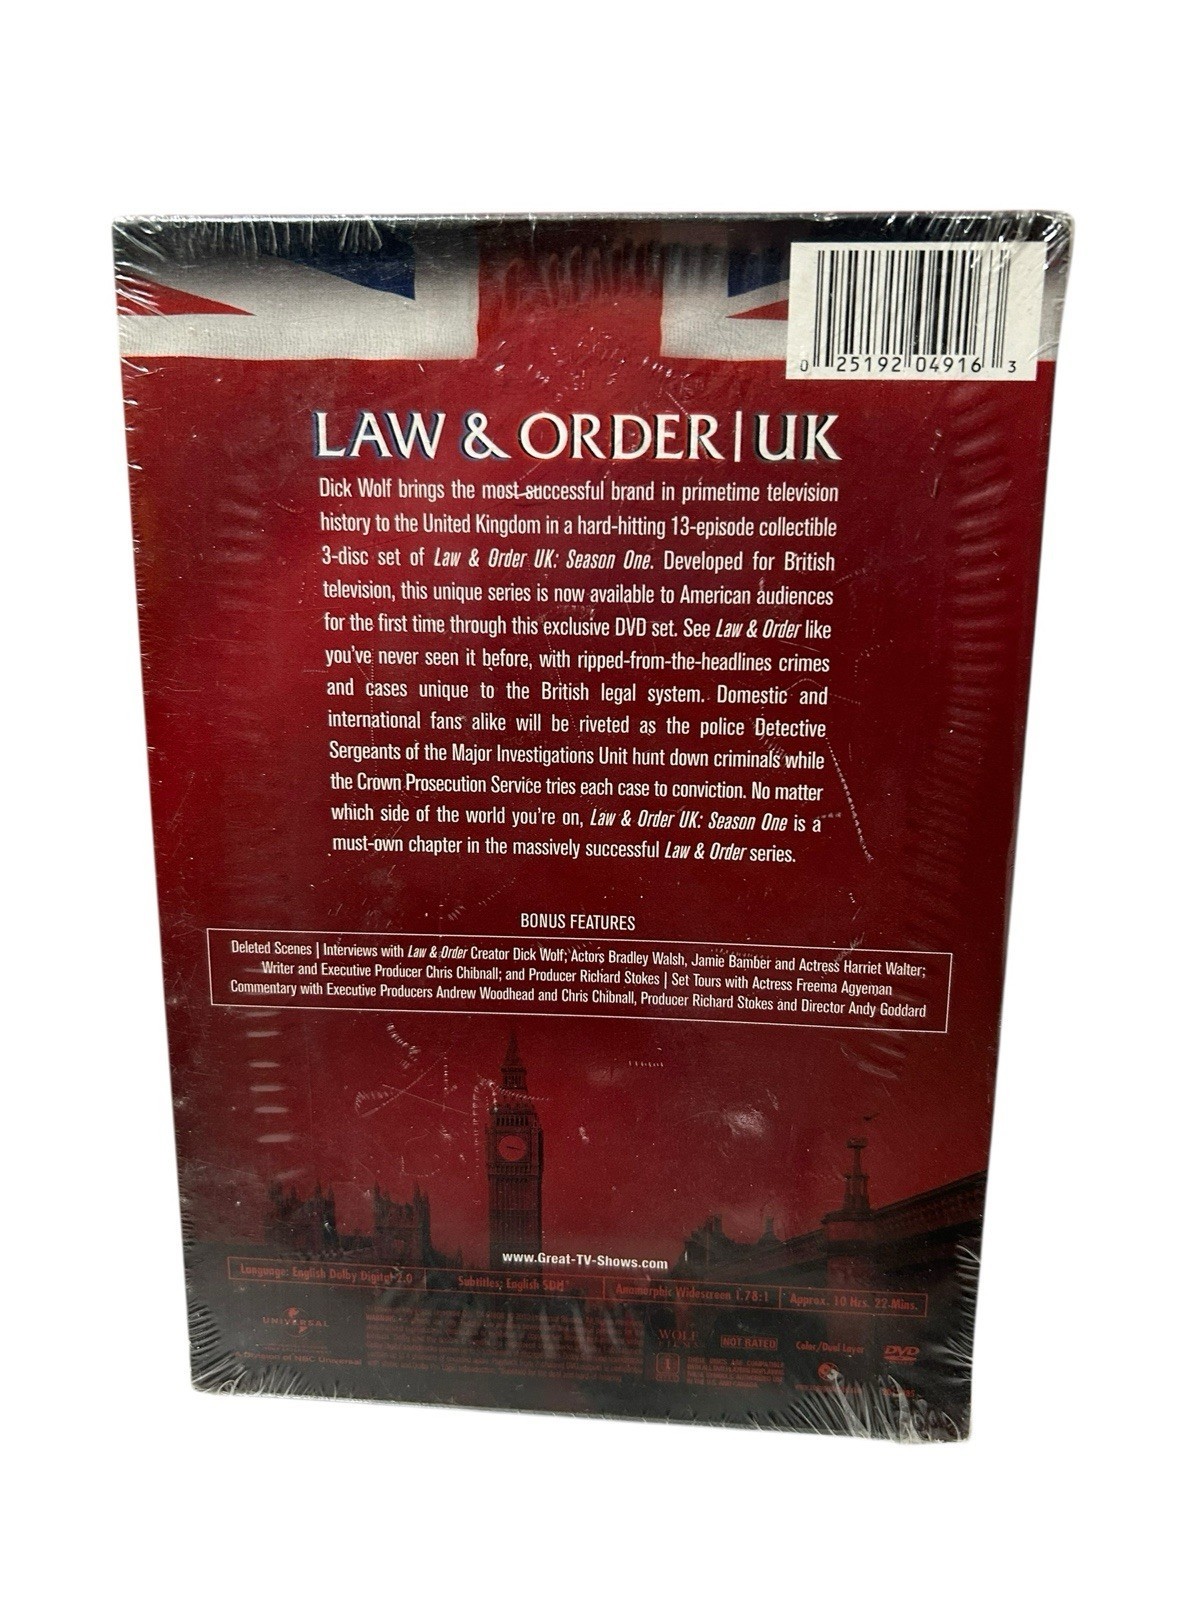 0 25192 04916 3
LAW & ORDER | UK
Dick Wolf brings the most successful brand in primetime television
history to the United Kingdom in a hard-hitting 13-episode collectible
3-disc set of Law & Order UK: Season One. Developed for British
television, this unique series is now available to American audiences
for the first time through this exclusive DVD set. See Law & Order like
you've never seen it before, with ripped-from-the-headlines crimes
and cases unique to the British legal system. Domestic and
international fans alike will be riveted as the police Detective
Sergeants of the Major Investigations Unit hunt down criminals while
the Crown Prosecution Service tries each case to conviction. No matter
which side of the world you're on, Law & Order UK: Season One is a
must-own chapter in the massively successful Law & Order series.
BONUS FEATURES
Deleted Scenes | Interviews with Law & Order Creator Dick Wolf; Actors Bradley Walsh, Jamie Bamber and Actress Harriet Walter;
Writer and Executive Producer Chris Chibnall; and Producer Richard Stokes | Set Tours with Actress Freema Agyeman
Commentary with Executive Producers Andrew Woodhead and Chris Chibnall, Producer Richard Stokes and Director Andy Goddard
www.Great-TV-Shows.com
Language: English Dolby Digital 2.0 | Subtitles: English SDH | Anamorphic Widescreen 1.78:1 | Approx. 10 Hrs. 22-Mins.
UNIVERSAL
A Division of NBC Universal
WOLF
FILMS
NOT RATED
Color/Dual Layer
DVD